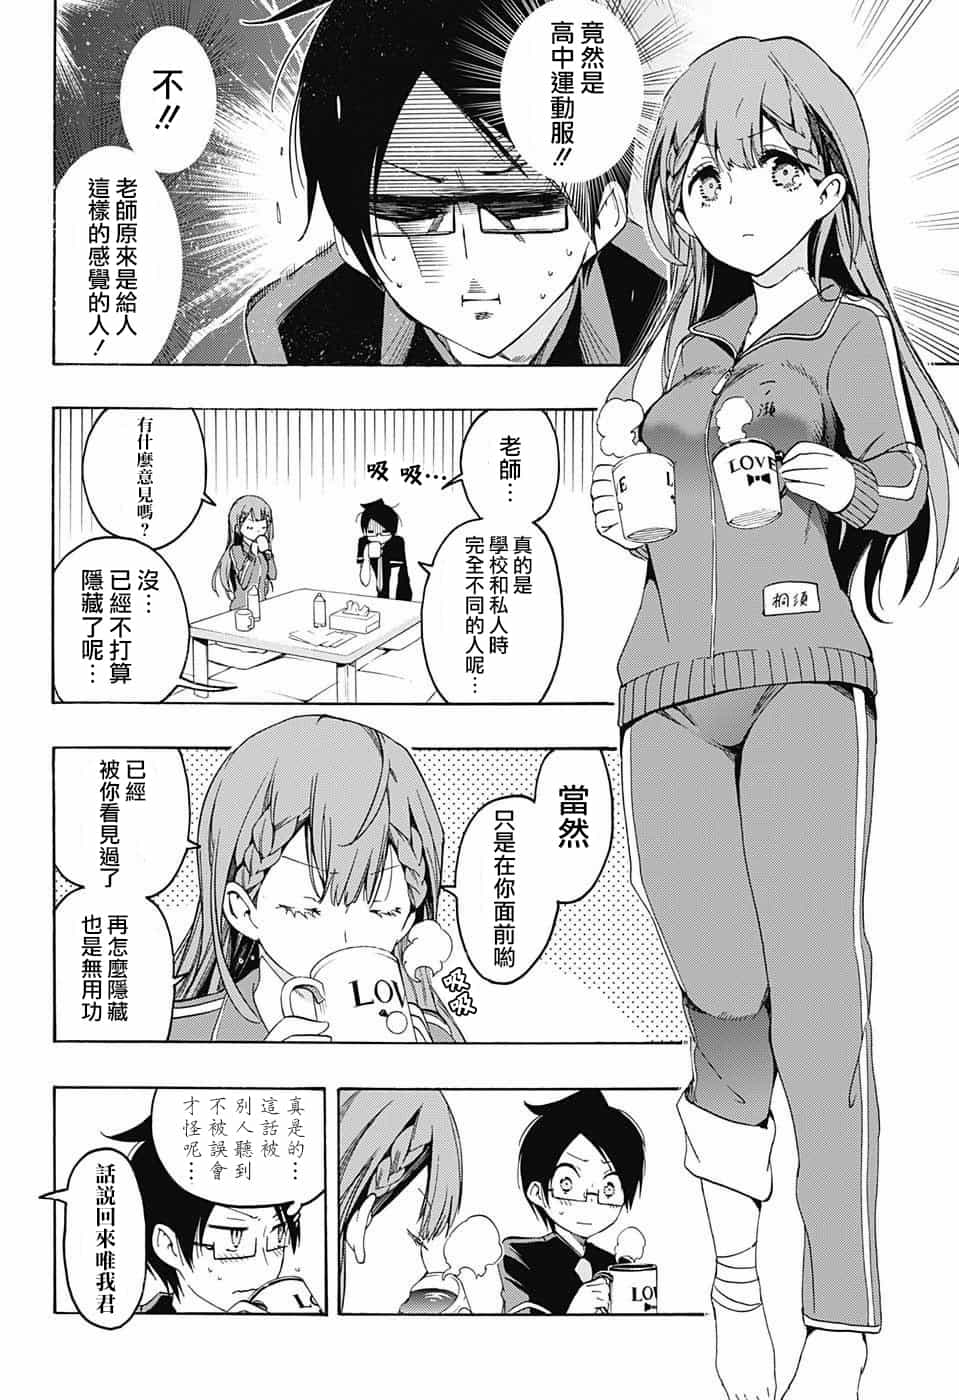 竟然是
高中運動服!!
不!!
老師原來是給人
這樣的感覺的人!
一ノ瀬
LOVE
E L
桐須
老師…
真的是
學校和私人時
完全不同的人呢…
吸
吸…
有什麼意見嗎?
沒…
已經不打算
隱藏了呢…
當然
只是在你面前喲
吸
吸
已經
被你看見過了
再怎麼隱藏
也是無用功
LOV
LO
真是的…
這話被
別人聽到
不被誤會
才怪呢…
話說回來唯我君